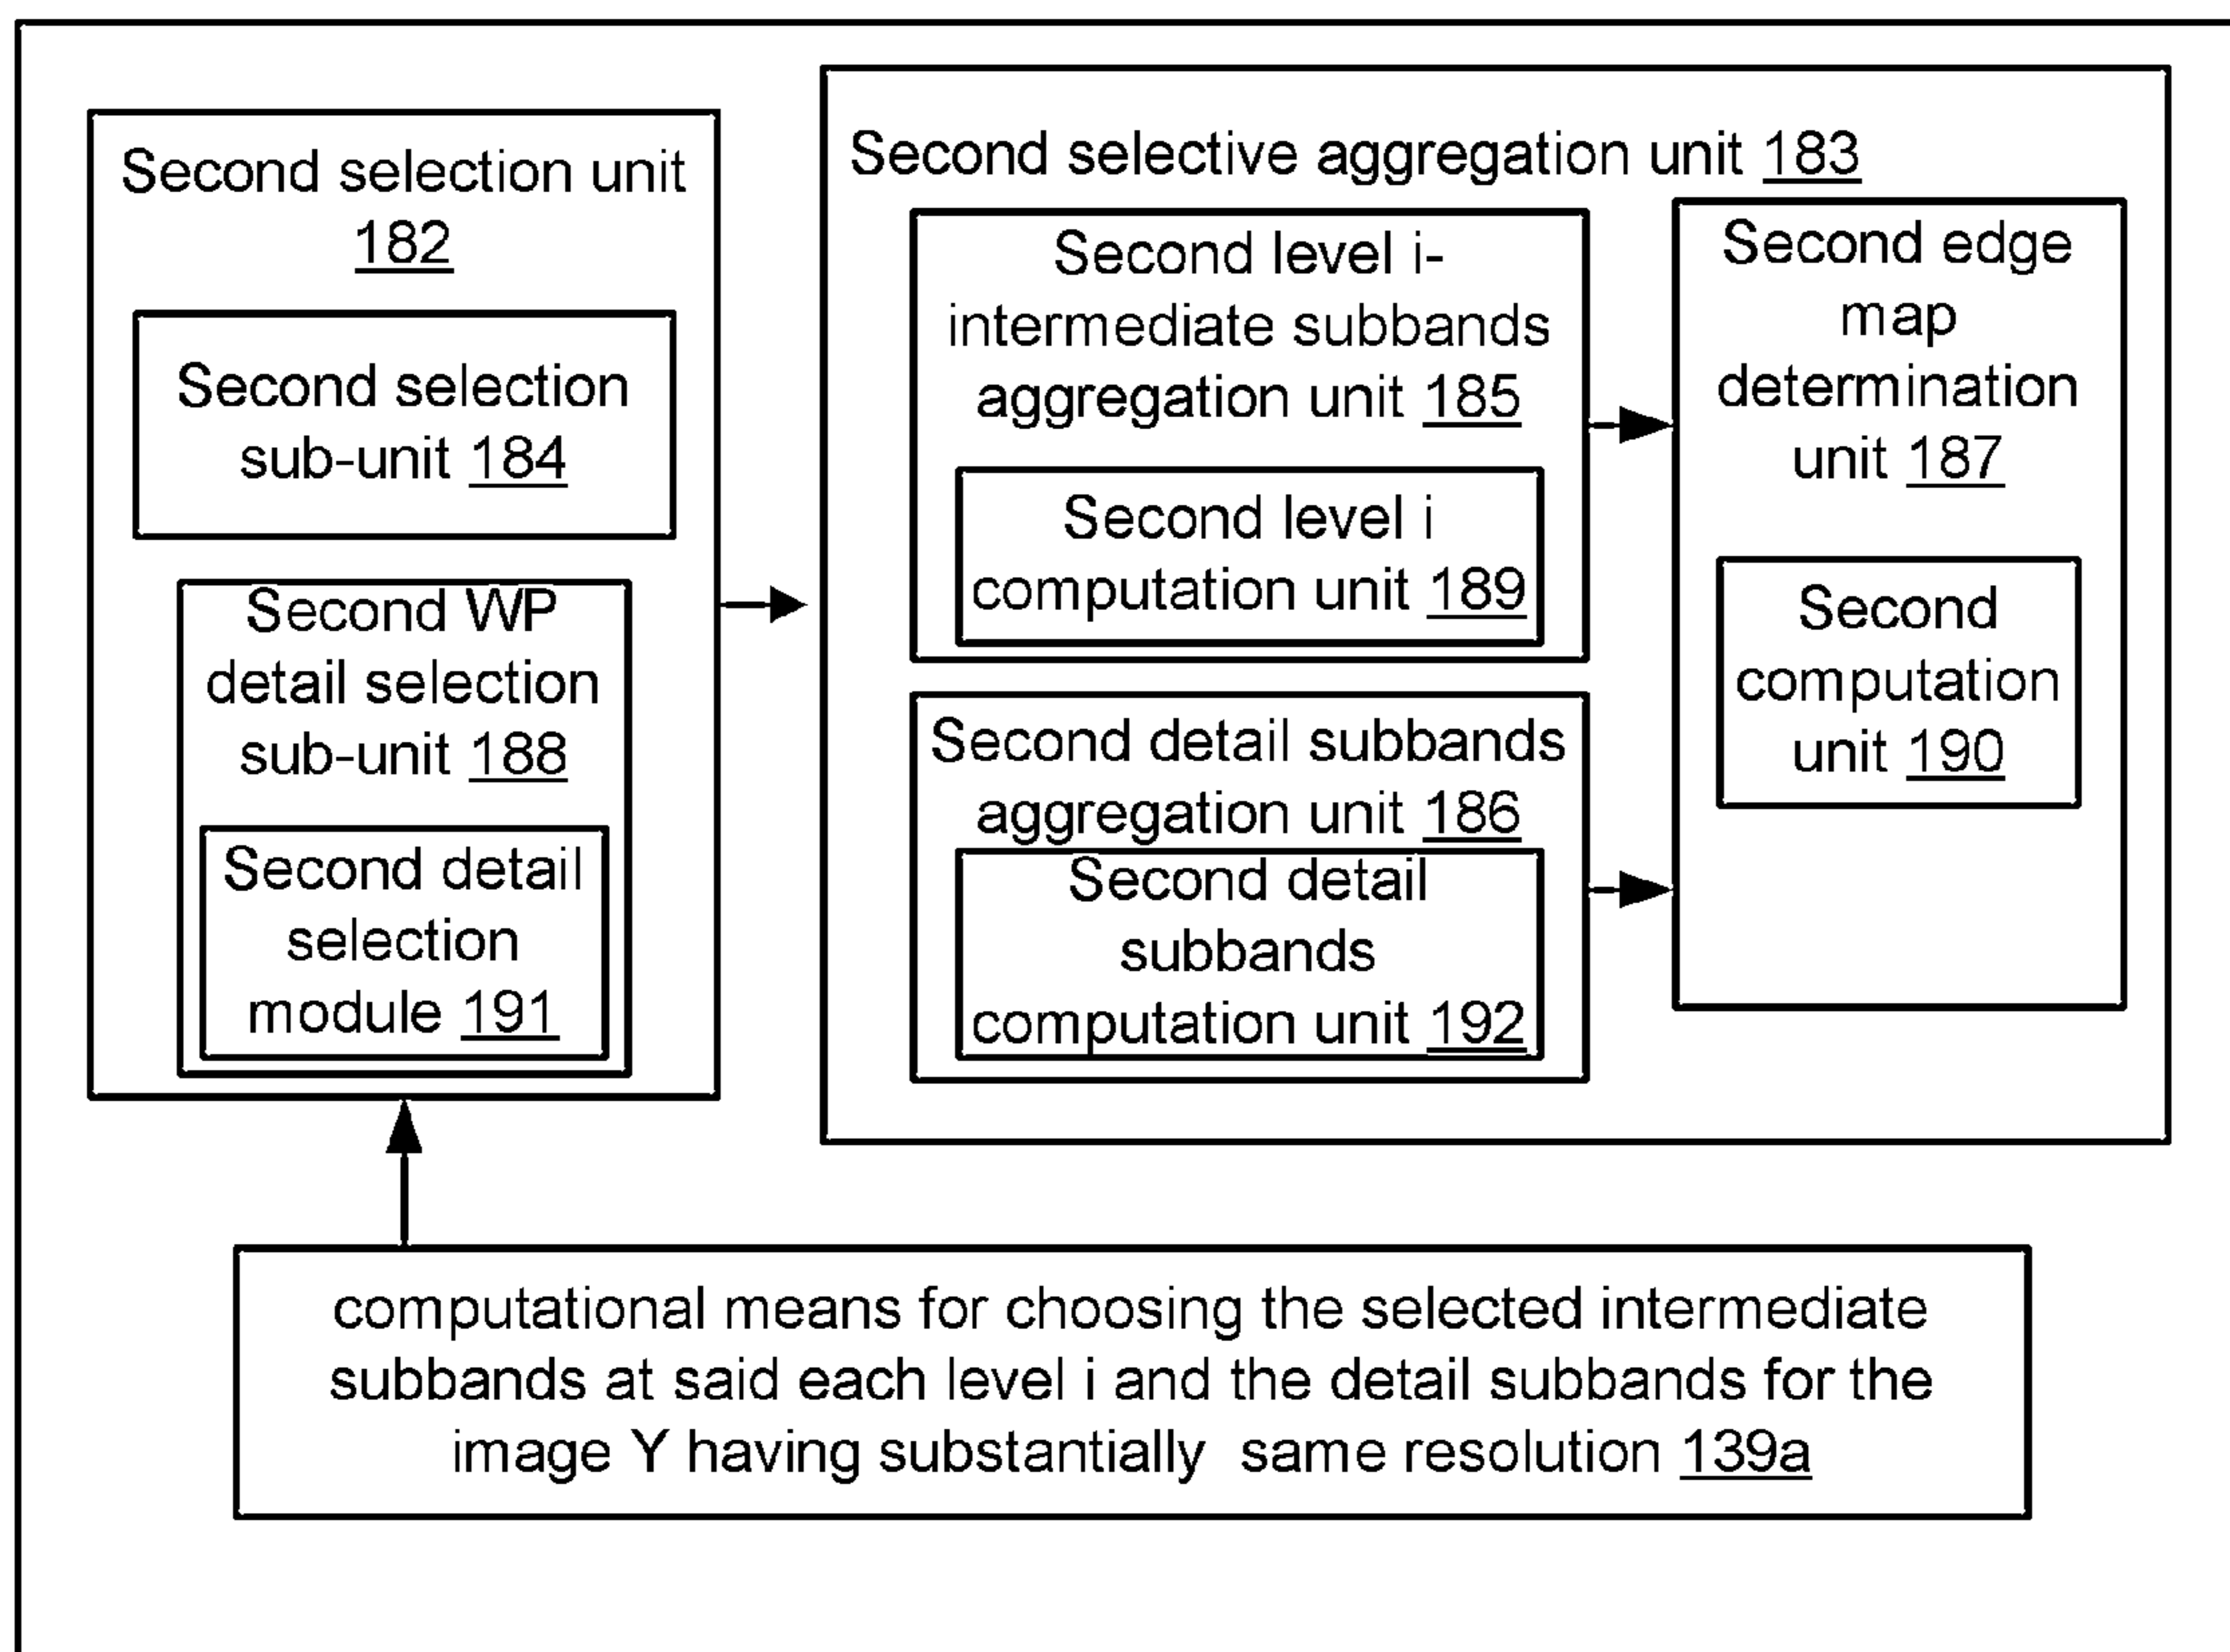 Second selection unit
182
Second selection
sub-unit 184
Second WP
detail selection
sub-unit 188
Second detail
selection
module 191
Second selective aggregation unit 183
Second level i-
intermediate subbands
aggregation unit 185
Second level i
computation unit 189
Second detail subbands
aggregation unit 186
Second detail
subbands
computation unit 192
Second edge
map
determination
unit 187
Second
computation
unit 190
computational means for choosing the selected intermediate
subbands at said each level i and the detail subbands for the
image Y having substantially same resolution 139a